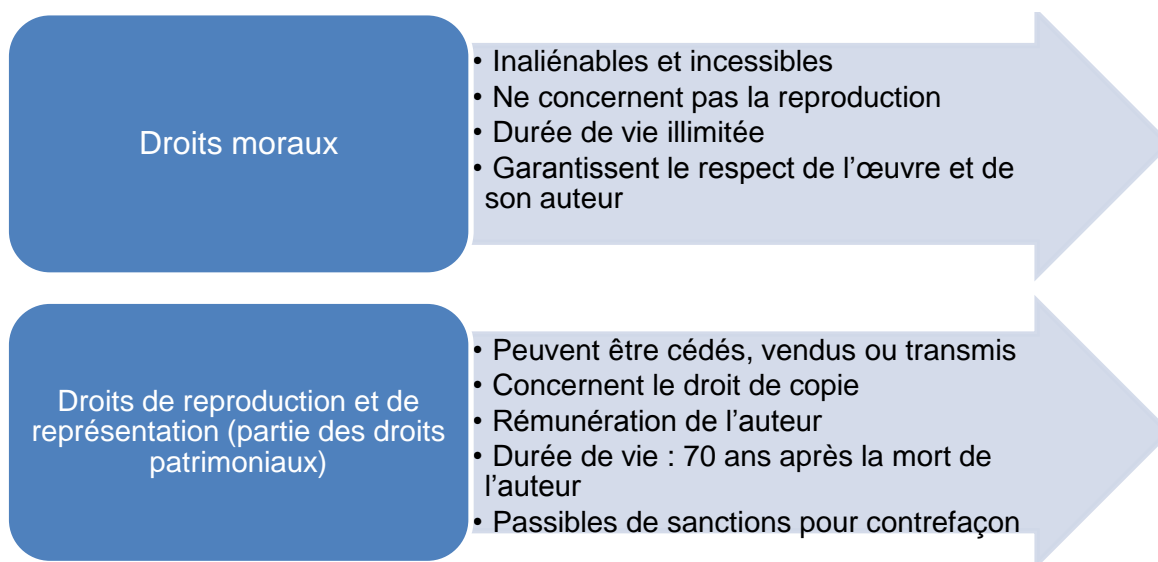 Droits moraux
• Inaliénables et incessibles
• Ne concernent pas la reproduction
• Durée de vie illimitée
• Garantissent le respect de l’œuvre et de
son auteur
Droits de reproduction et de
représentation (partie des droits
patrimoniaux)
• Peuvent être cédés, vendus ou transmis
• Concernent le droit de copie
• Rémunération de l’auteur
• Durée de vie : 70 ans après la mort de
l’auteur
• Passibles de sanctions pour contrefaçon